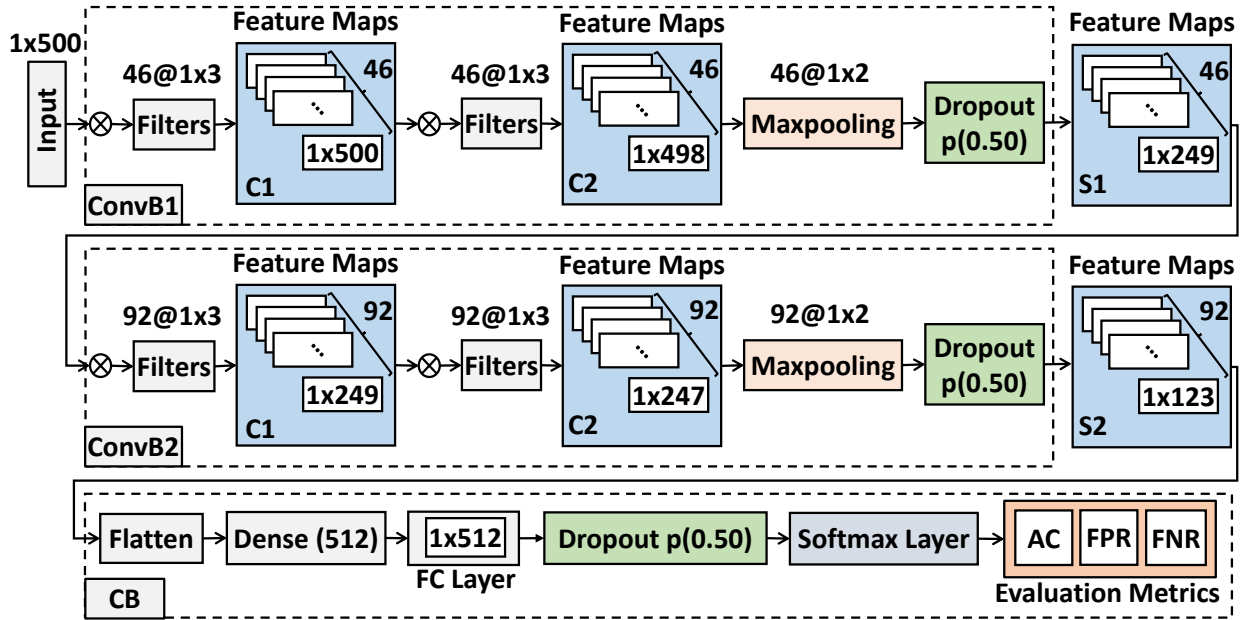 1x500
Input
46@1x3
Filters
Feature Maps
46
1x500
C1
46@1x3
Filters
Feature Maps
46
1x498
C2
46@1x2
Maxpooling
Dropout
p(0.50)
Feature Maps
46
1x249
S1
ConvB1
92@1x3
Filters
Feature Maps
92
1x249
C1
92@1x3
Filters
Feature Maps
92
1x247
C2
92@1x2
Maxpooling
Dropout
p(0.50)
Feature Maps
92
1x123
S2
ConvB2
Flatten
Dense (512)
1x512
FC Layer
Dropout p(0.50)
Softmax Layer
AC
FPR
FNR
Evaluation Metrics
CB